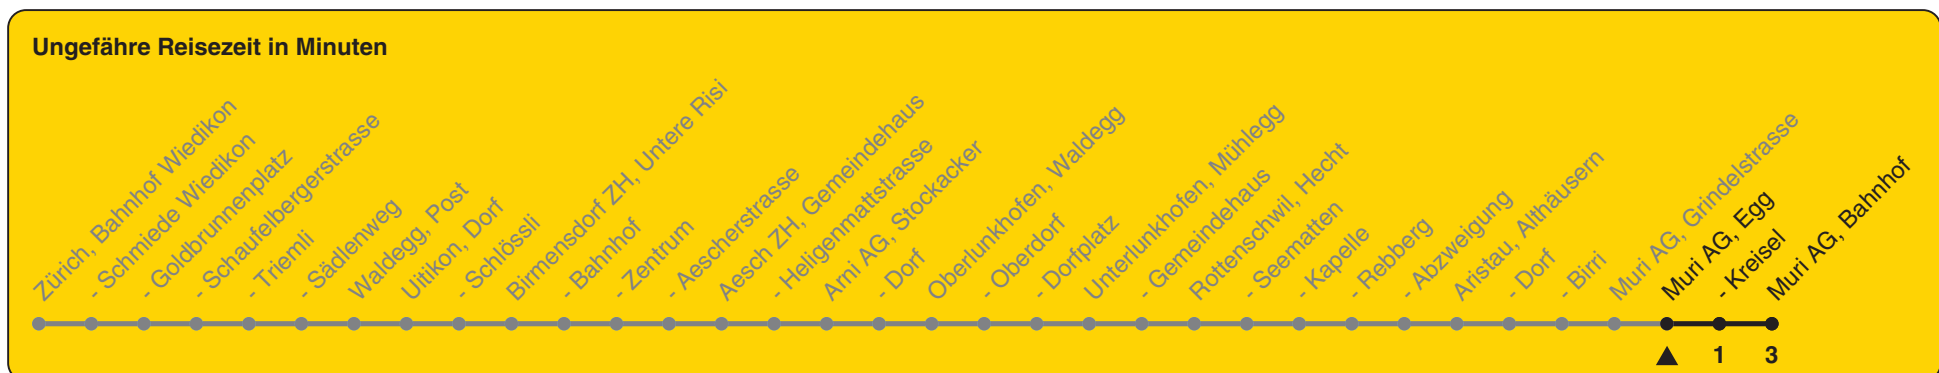 Ungefähre Reisezeit in Minuten
Zürich, Bahnhof Wiedikon
- Schmiede Wiedikon
- Goldbrunnenplatz
- Schaufelbergerstrasse
- Triemli
- Sädlenweg
Waldegg, Post
Uitikon, Dorf
- Schlössli
Birmensdorf ZH, Untere Risi
- Bahnhof
- Zentrum
- Aescherstrasse
Aesch ZH, Gemeindehaus
- Heligenmattstrasse
Arni AG, Stockacker
- Dorf
Oberlunkhofen, Waldegg
- Oberdorf
- Dorfplatz
Unterlunkhofen, Mühlegg
- Gemeindehaus
Rottenschwil, Hecht
- Seematten
- Kapelle
- Rebberg
- Abzweigung
Aristau, Althäusern
- Dorf
- Birri
Muri AG, Grindelstrasse
Muri AG, Egg
- Kreisel
Muri AG, Bahnhof
1 3